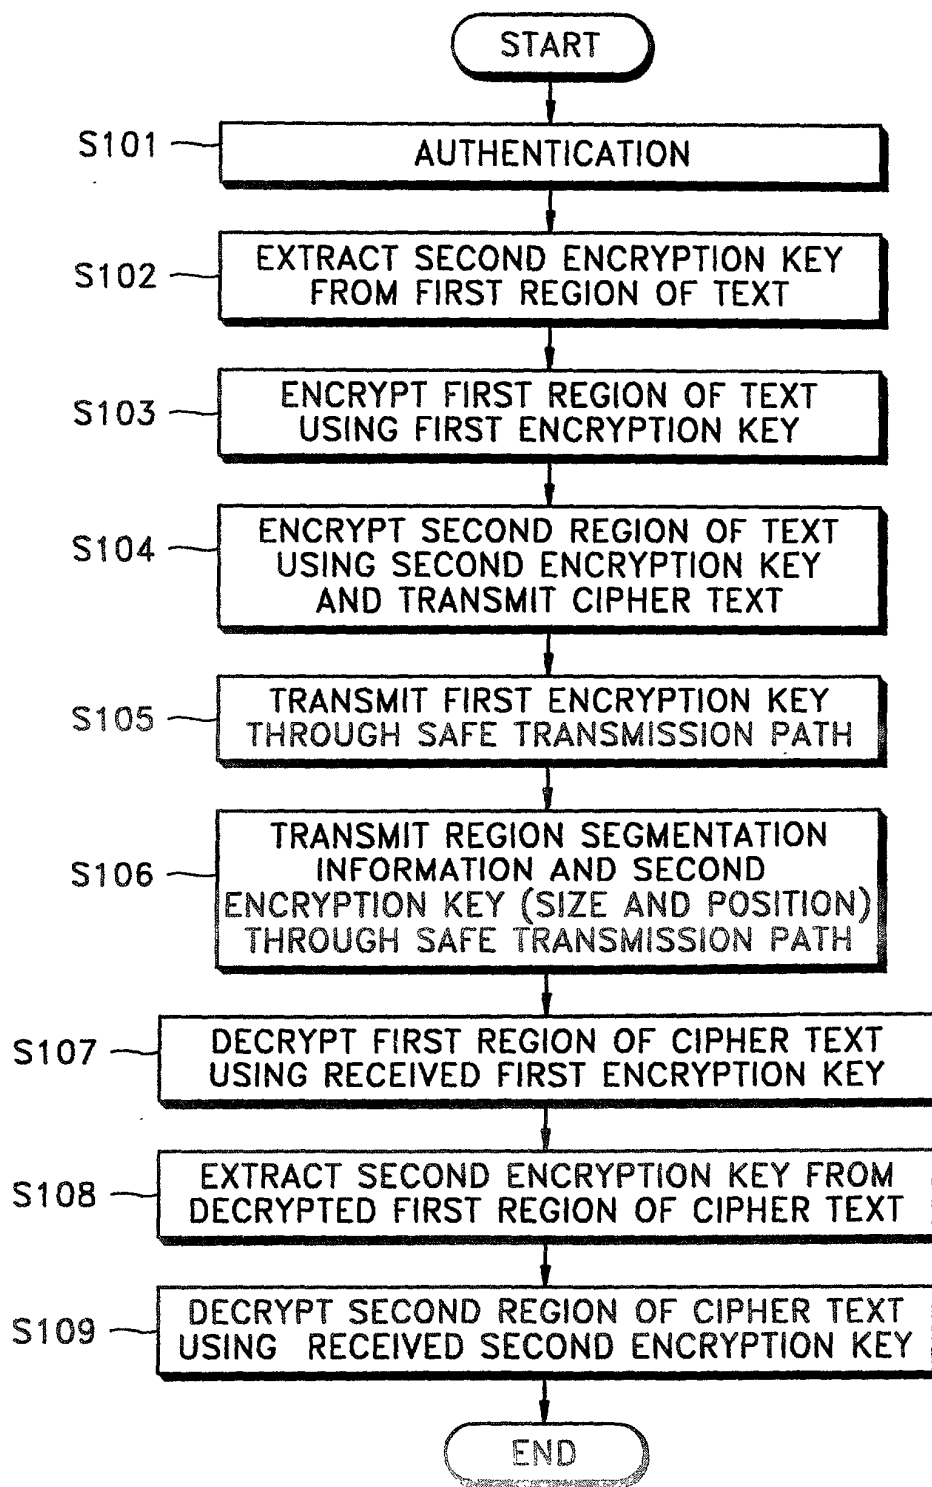 START
S101
AUTHENTICATION
S102
EXTRACT SECOND ENCRYPTION KEY
FROM FIRST REGION OF TEXT
S103
ENCRYPT FIRST REGION OF TEXT
USING FIRST ENCRYPTION KEY
S104
ENCRYPT SECOND REGION OF TEXT
USING SECOND ENCRYPTION KEY
AND TRANSMIT CIPHER TEXT
S105
TRANSMIT FIRST ENCRYPTION KEY
THROUGH SAFE TRANSMISSION PATH
S106
TRANSMIT REGION SEGMENTATION
INFORMATION AND SECOND
ENCRYPTION KEY (SIZE AND POSITION)
THROUGH SAFE TRANSMISSION PATH
S107
DECRYPT FIRST REGION OF CIPHER TEXT
USING RECEIVED FIRST ENCRYPTION KEY
S108
EXTRACT SECOND ENCRYPTION KEY FROM
DECRYPTED FIRST REGION OF CIPHER TEXT
S109
DECRYPT SECOND REGION OF CIPHER TEXT
USING RECEIVED SECOND ENCRYPTION KEY
END